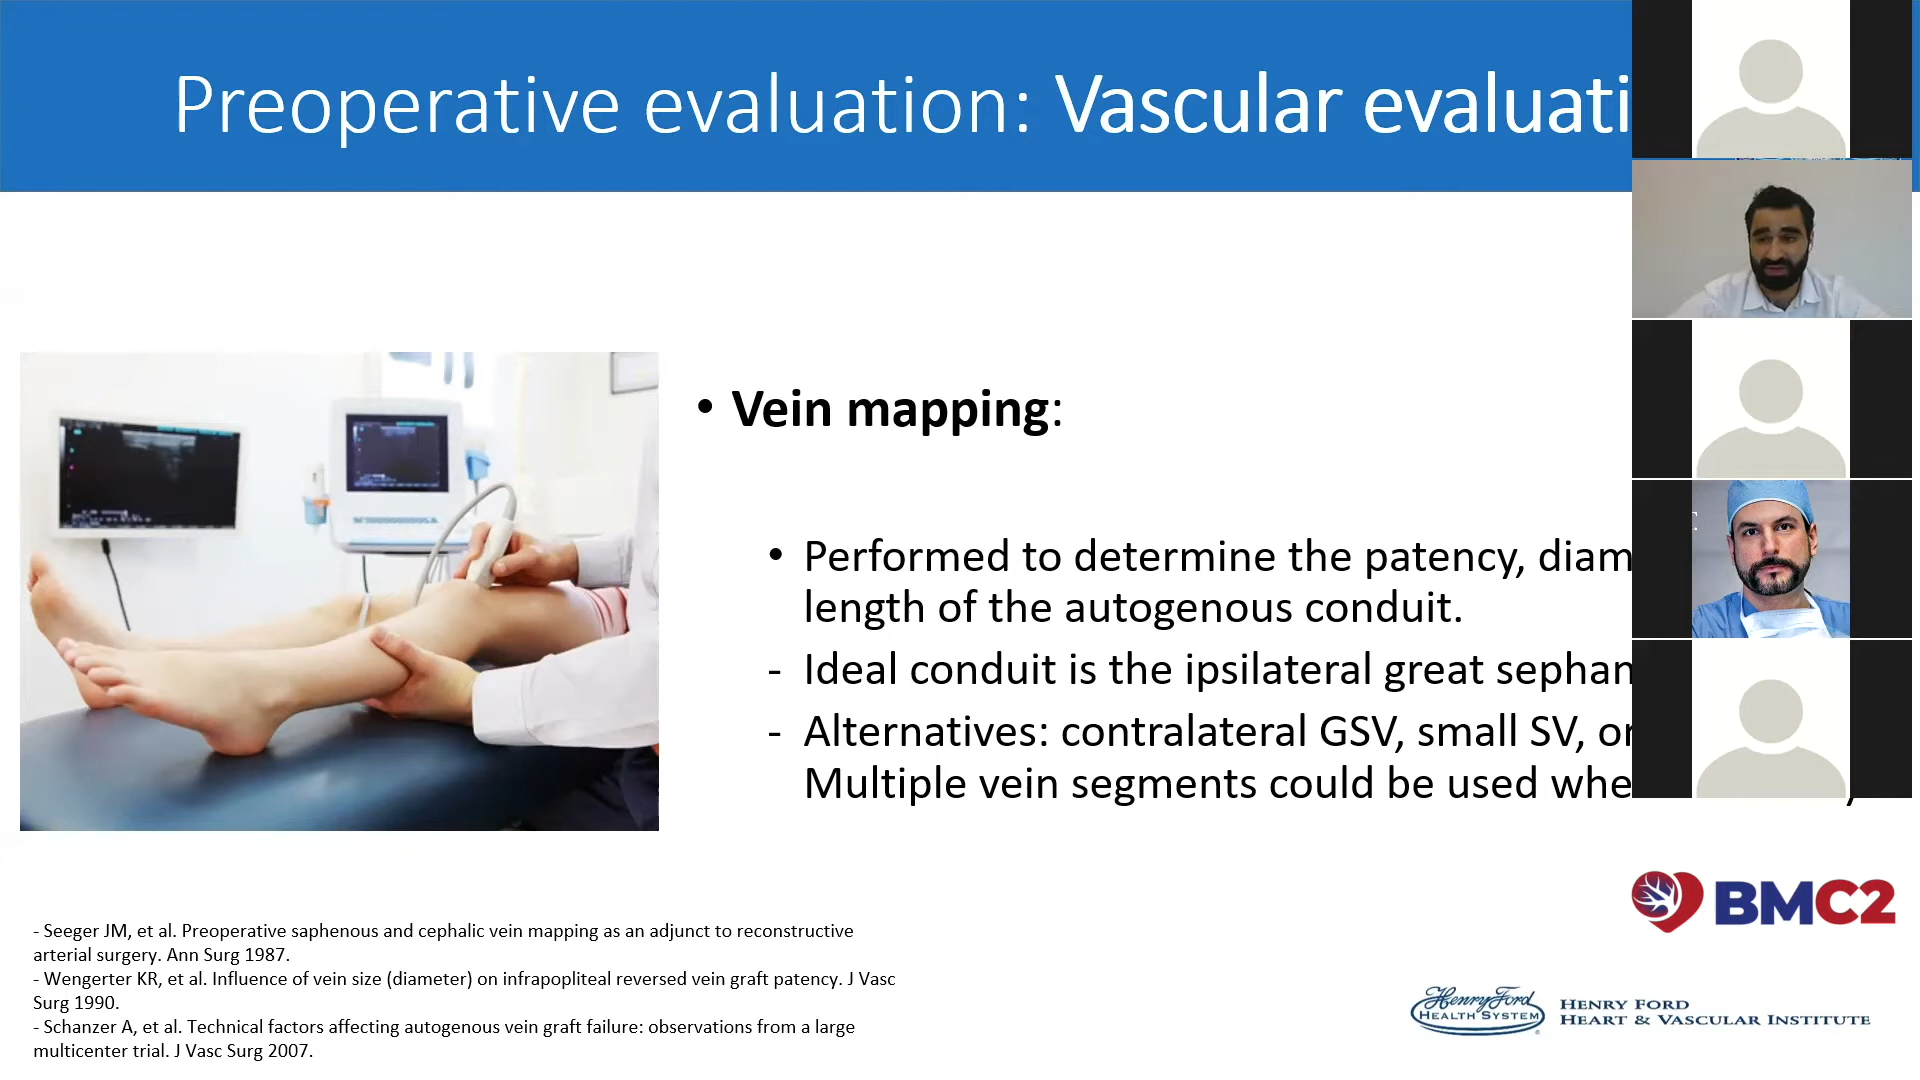 Preoperative evaluation: Vascular evaluati
• Vein mapping:
• Performed to determine the patency, diam
length of the autogenous conduit.
- Ideal conduit is the ipsilateral great sephan
- Alternatives: contralateral GSV, small SV, or
Multiple vein segments could be used whe
- Seeger JM, et al. Preoperative saphenous and cephalic vein mapping as an adjunct to reconstructive
arterial surgery. Ann Surg 1987.
- Wengerter KR, et al. Influence of vein size (diameter) on infrapopliteal reversed vein graft patency. J Vasc
Surg 1990.
- Schanzer A, et al. Technical factors affecting autogenous vein graft failure: observations from a large
multicenter trial. J Vasc Surg 2007.
BMC2
Henry Ford
HEALTH SYSTEM
HENRY FORD
HEART & VASCULAR INSTITUTE